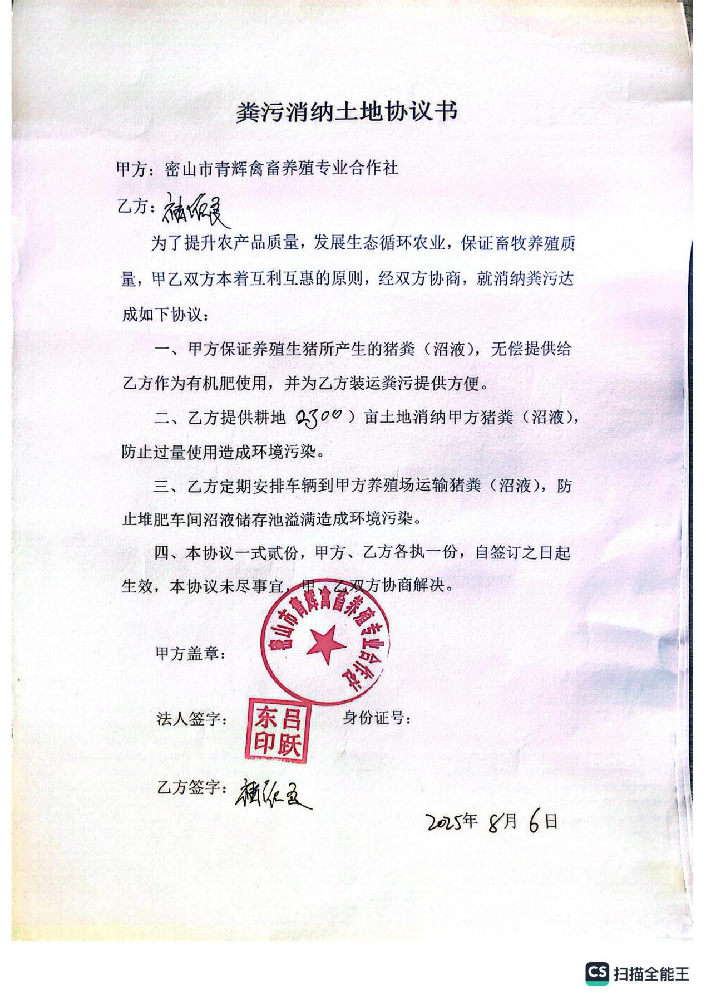 粪污消纳土地协议书
甲方：密山市青辉禽畜养殖专业合作社
乙方：
为了提升农产品质量，发展生态循环农业，保证畜牧养殖质
量，甲乙双方本着互利互惠的原则，经双方协商，就消纳粪污达
成如下协议：
一、甲方保证养殖生猪所产生的猪粪（沼液），无偿提供给
乙方作为有机肥使用，并为乙方装运粪污提供方便。
二、乙方提供耕地 2300）亩土地消纳甲方猪粪（沼液），
防止过量使用造成环境污染。
三、乙方定期安排车辆到甲方养殖场运输猪粪（沼液），防
止堆肥车间沼液储存池溢满造成环境污染。
四、本协议一式贰份，甲方、乙方各执一份，自签订之日起
生效，本协议未尽事宜，甲、乙双方协商解决。
密山市青辉禽畜养殖专业合作社
甲方盖章：
法人签字： 身份证号：
吕跃东印
乙方签字：
2025年 8月 6日
CS 扫描全能王